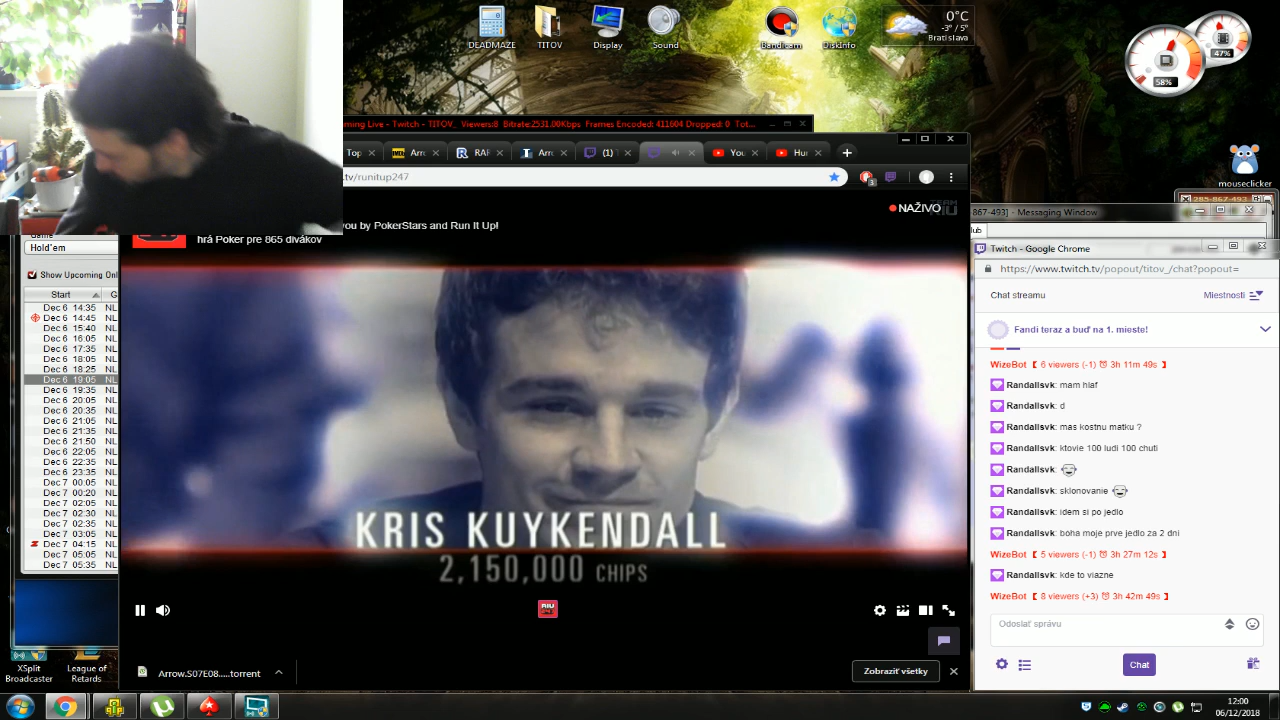 DEADMAZE
TITOV
Display
Sound
Bandicam
DiskInfo
0°C
-3° / 5°
Bratislava
58%
47%
ming Live - Twitch - TITOV_ Viewers:8 Bitrate:2531.00Kbps Frames Encoded: 411604 Dropped: 0 Tot...
Top
Arro
RAF
Arro
(1) T
You
Hur
.tv/runitup247
3
mouseclicker
285-867-493
-867-493] - Messaging Window
NAŽIVO
you by PokerStars and Run It Up!
hrá Poker pre 865 divákov
Hold'em
Show Upcoming Onl
Start
G
Dec 6 14:35 NL
Dec 6 14:45 NL
Dec 6 15:40 NL
Dec 6 16:05 NL
Dec 6 17:35 NL
Dec 6 18:05 NL
Dec 6 18:25 NL
Dec 6 19:05 NL
Dec 6 19:35 NL
Dec 6 20:05 NL
Dec 6 20:35 NL
Dec 6 21:05 NL
Dec 6 21:35 NL
Dec 6 21:50 NL
Dec 6 22:05 NL
Dec 6 22:35 NL
Dec 6 23:35 NL
Dec 7 00:05 NL
Dec 7 00:20 NL
Dec 7 02:05 NL
Dec 7 02:30 NL
Dec 7 02:35 NL
Dec 7 03:05 NL
Dec 7 04:15 NL
Dec 7 05:05 NL
Dec 7 05:35 NL
KRIS KUYKENDALL
2,150,000 CHIPS
Twitch - Google Chrome
https://www.twitch.tv/popout/titov_/chat?popout=
Chat streamu
Miestnosti
Fandi teraz a buď na 1. mieste!
WizeBot 【 6 viewers (-1) ⏰ 3h 11m 49s 】
Randallsvk: mam hlaf
Randallsvk: d
Randallsvk: mas kostnu matku ?
Randallsvk: ktovie 100 ludi 100 chuti
Randallsvk:
Randallsvk: sklonovanie
Randallsvk: idem si po jedlo
Randallsvk: boha moje prve jedlo za 2 dni
WizeBot 【 5 viewers (-1) ⏰ 3h 27m 12s 】
Randallsvk: kde to viazne
WizeBot 【 8 viewers (+3) ⏰ 3h 42m 49s 】
Odoslať správu
Chat
XSplit
Broadcaster
League of
Retards
Arrow.S07E08....torrent
Zobraziť všetky
12:00
06/12/2018